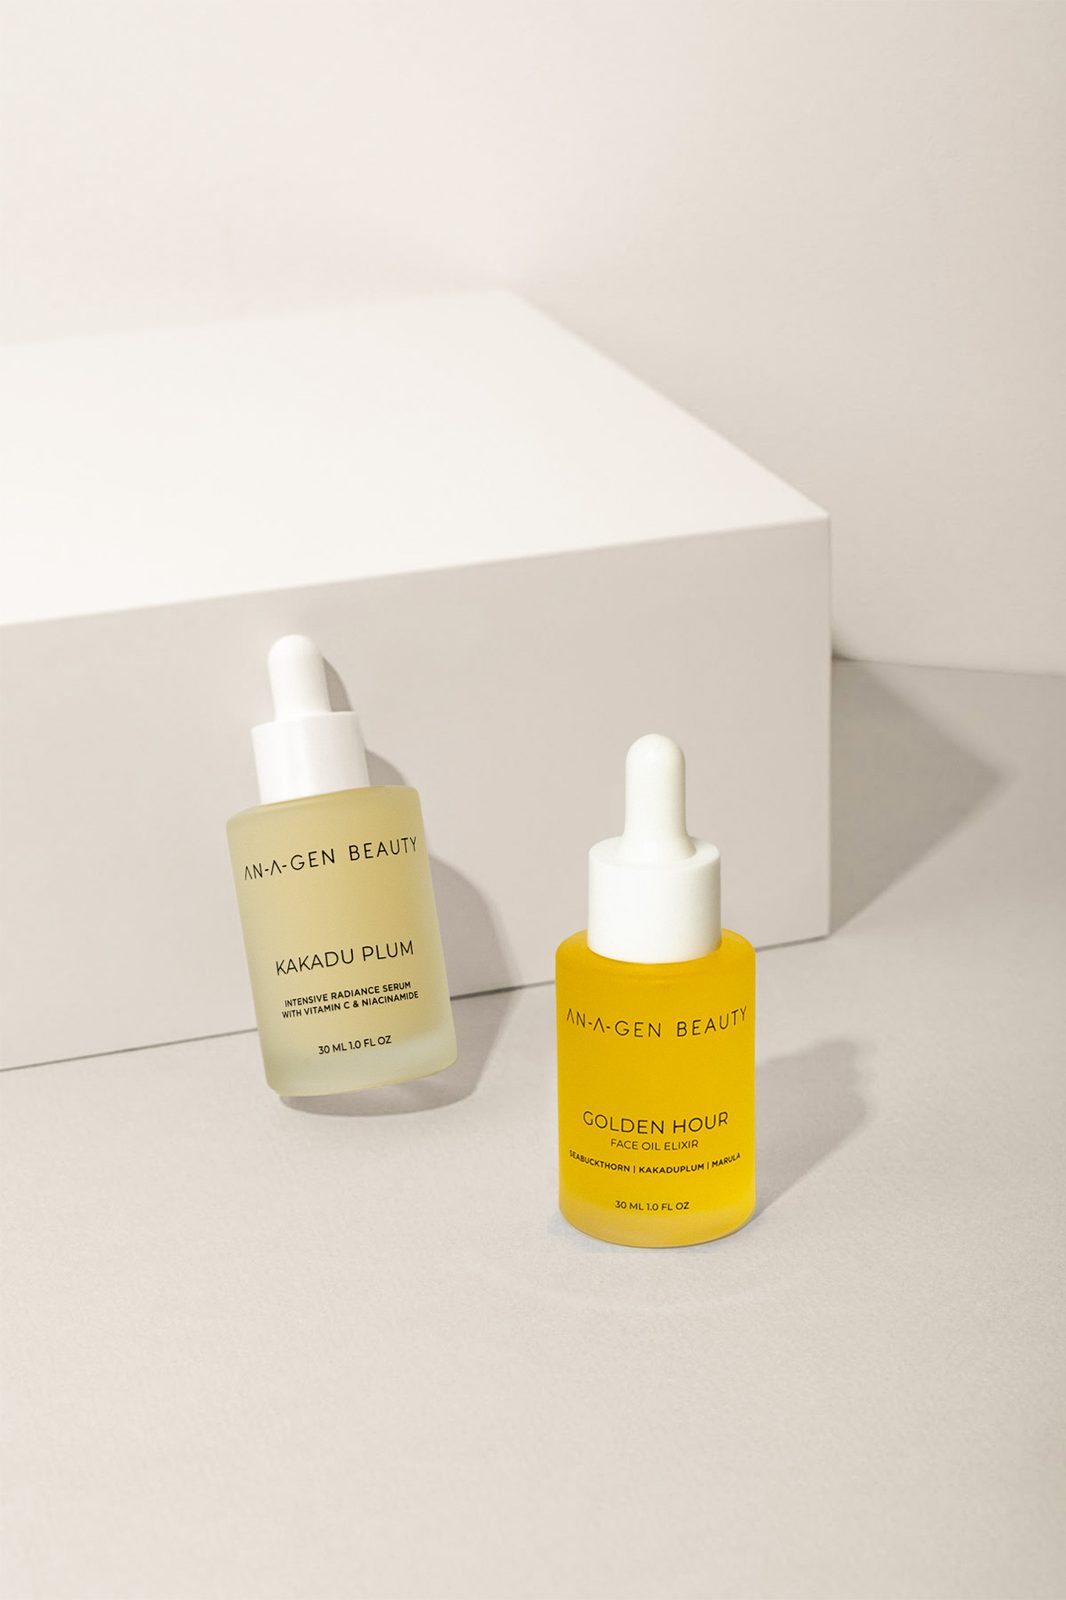 AN-A-GEN BEAUTY
KAKADU PLUM
INTENSIVE RADIANCE SERUM
WITH VITAMIN C & NIACINAMIDE
30 ML 1.0 FL OZ
AN-A-GEN BEAUTY
GOLDEN HOUR
FACE OIL ELIXIR
SEABUCKTHORN | KAKADUPLUM | MARULA
30 ML 1.0 FL OZ